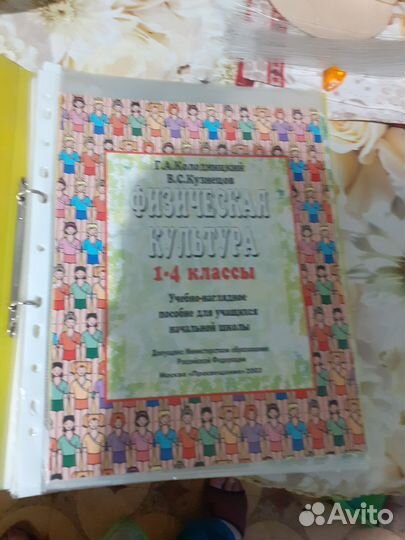 Г.А.Колодницкий
В.С.Кузнецов
ФИЗИЧЕСКАЯ
КУЛЬТУРА
1-4 классы
Учебно-наглядное
пособие для учащихся
начальной школы
Допущено Министерством образования
Российской Федерации
Москва «Просвещение» 2003
Avito